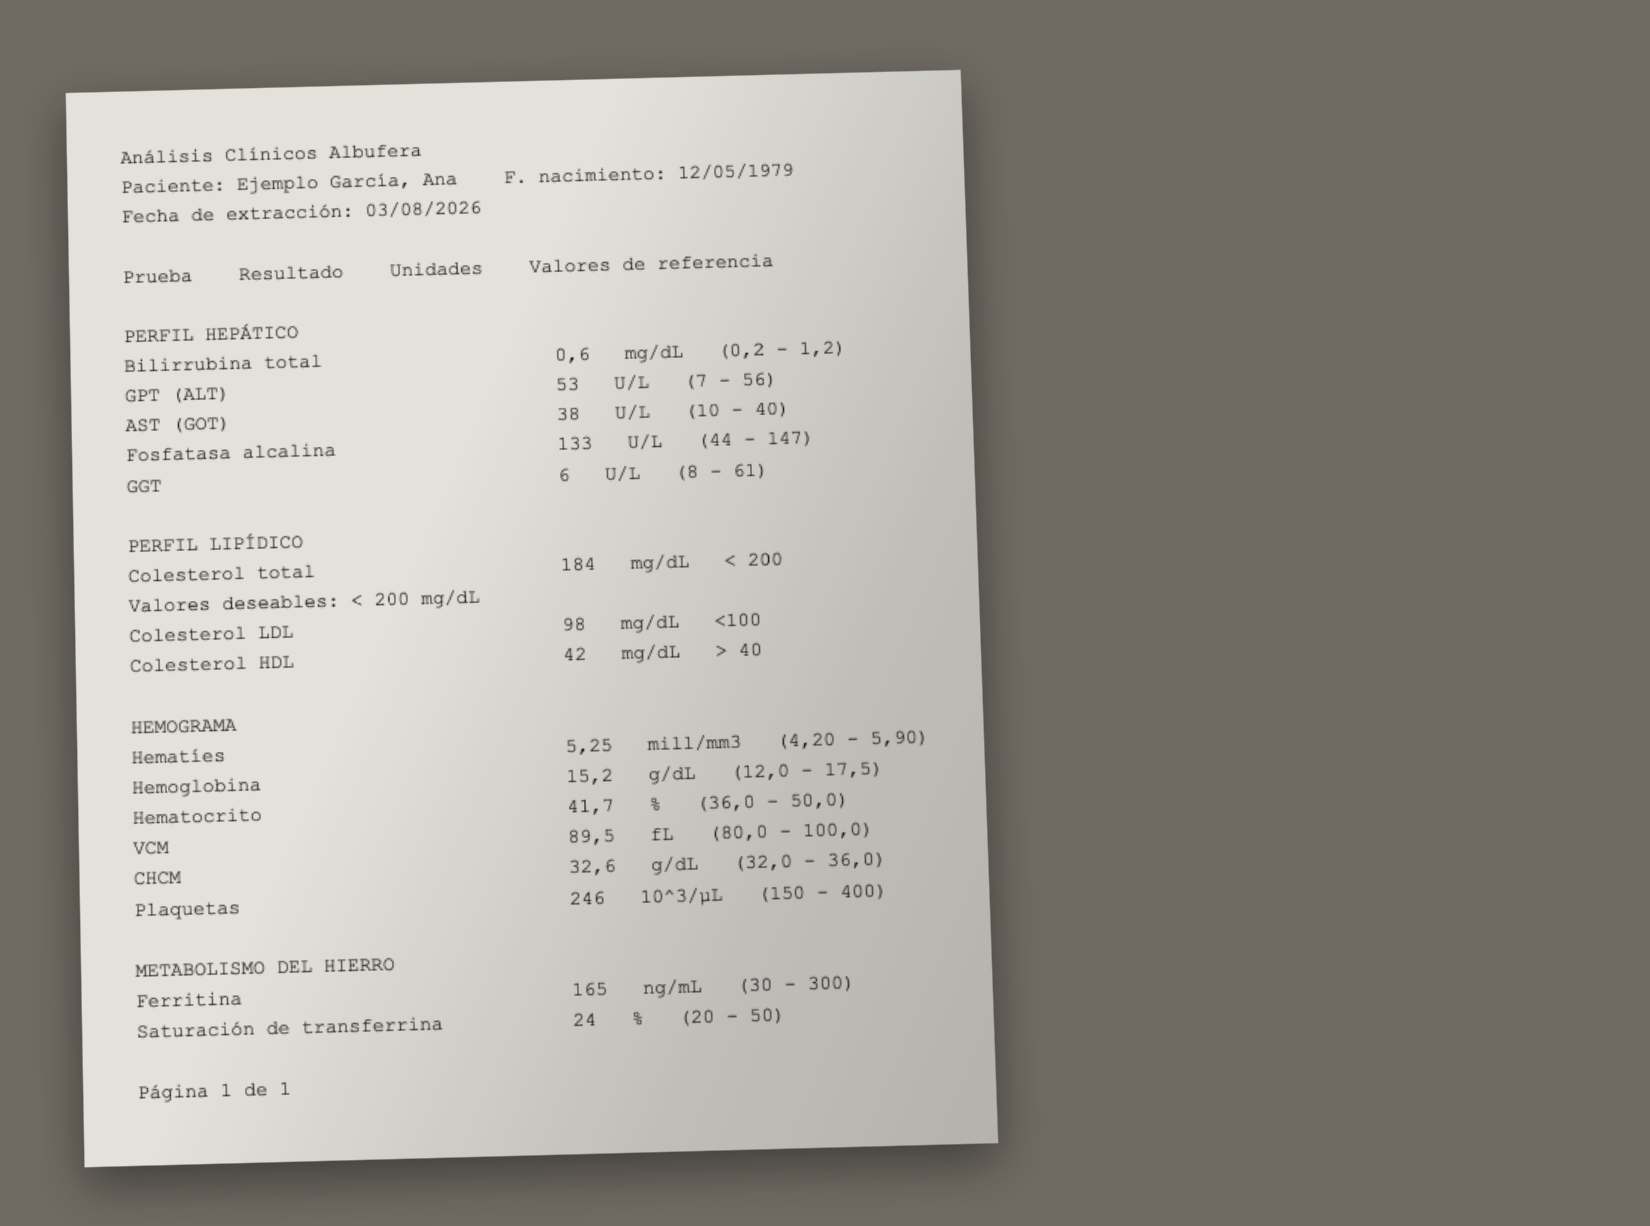 Análisis Clínicos Albufera
Paciente: Ejemplo García, Ana    F. nacimiento: 12/05/1979
Fecha de extracción: 03/08/2026
Prueba    Resultado    Unidades    Valores de referencia
PERFIL HEPÁTICO
Bilirrubina total    0,6   mg/dL   (0,2 - 1,2)
GPT (ALT)    53   U/L   (7 - 56)
AST (GOT)    38   U/L   (10 - 40)
Fosfatasa alcalina    133   U/L   (44 - 147)
GGT    6   U/L   (8 - 61)
PERFIL LIPÍDICO
Colesterol total    184   mg/dL   < 200
Valores deseables: < 200 mg/dL
Colesterol LDL    98   mg/dL   <100
Colesterol HDL    42   mg/dL   > 40
HEMOGRAMA
Hematíes    5,25   mill/mm3   (4,20 - 5,90)
Hemoglobina    15,2   g/dL   (12,0 - 17,5)
Hematocrito    41,7   %   (36,0 - 50,0)
VCM    89,5   fL   (80,0 - 100,0)
CHCM    32,6   g/dL   (32,0 - 36,0)
Plaquetas    246   10^3/µL   (150 - 400)
METABOLISMO DEL HIERRO
Ferritina    165   ng/mL   (30 - 300)
Saturación de transferrina    24   %   (20 - 50)
Página 1 de 1